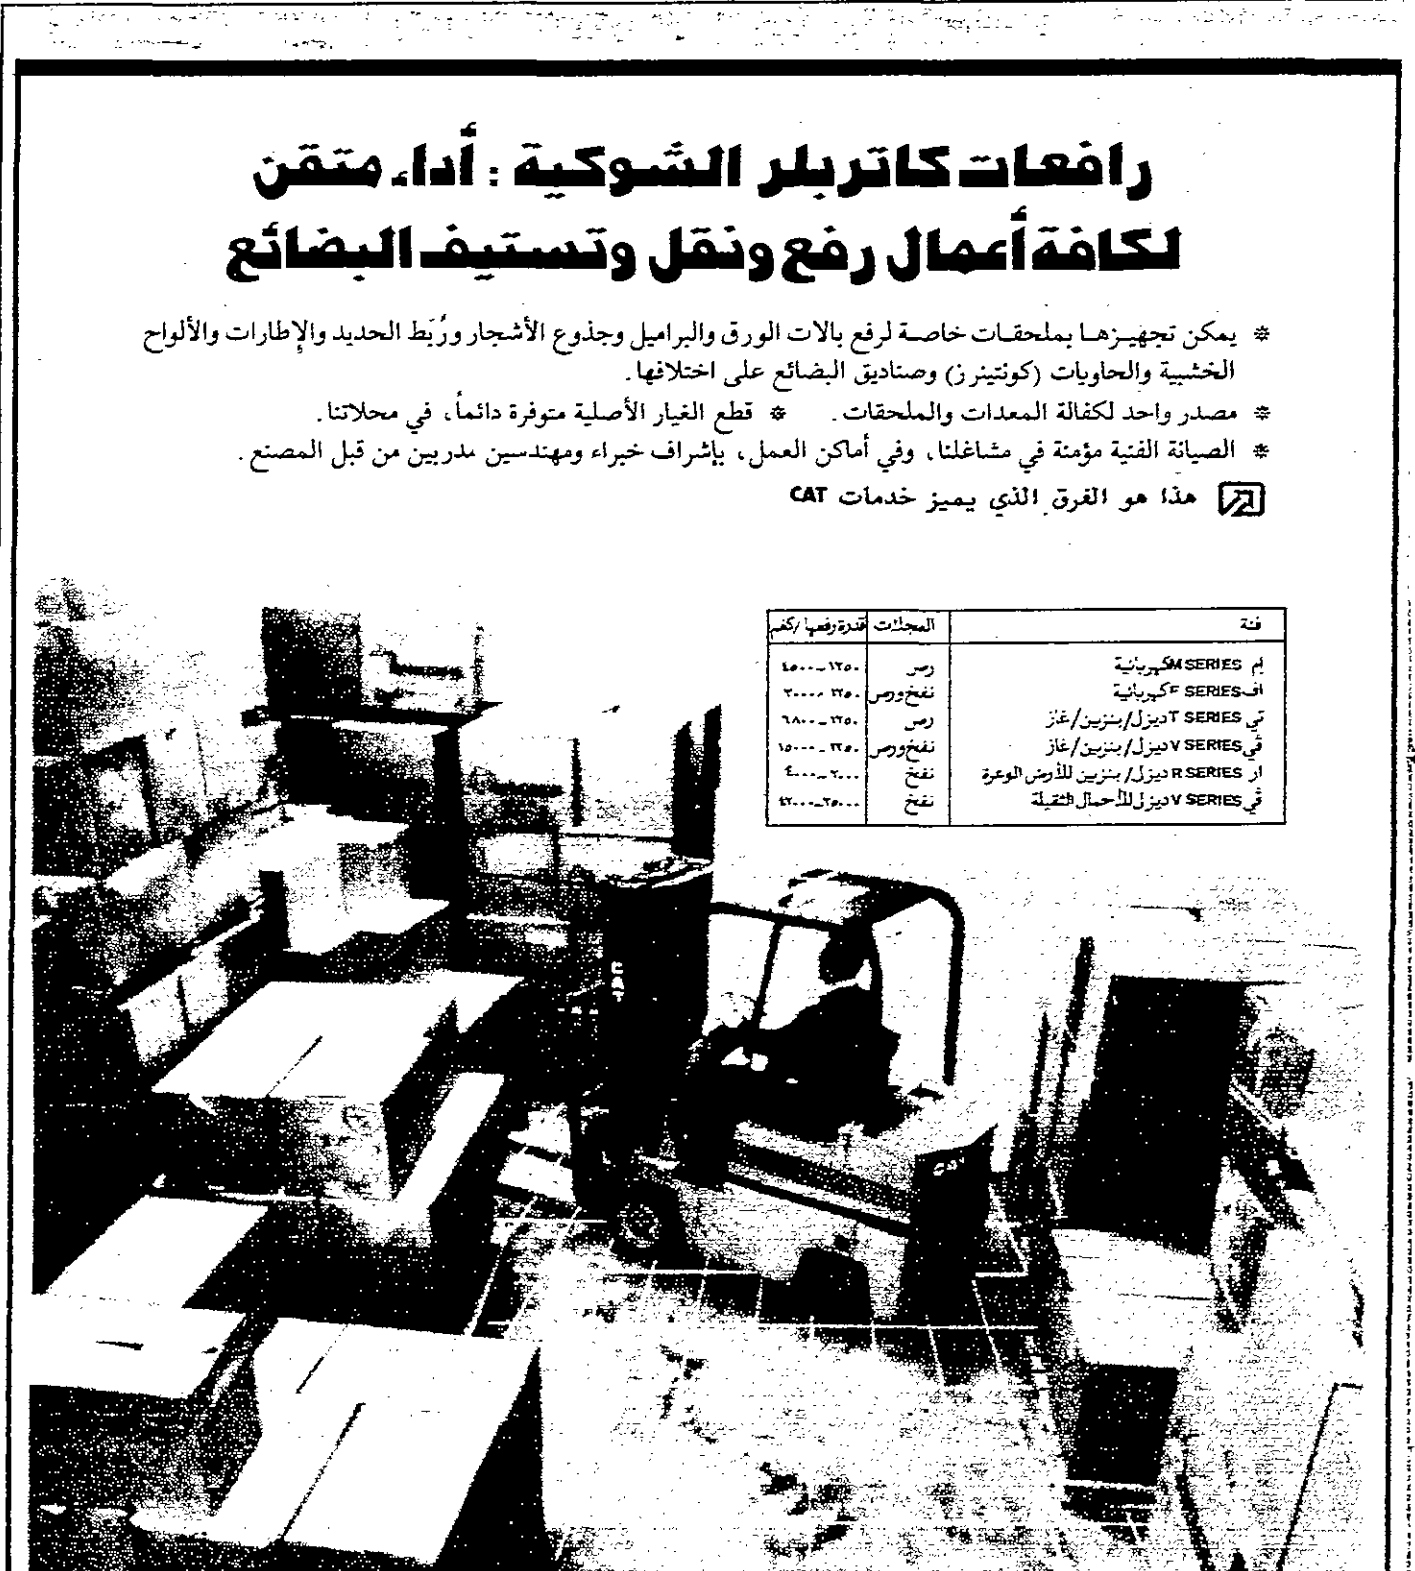 رافعات كاتربلر الشوكية : أداء متقن
لكافة أعمال رفع ونقل وتستيف البضائع
* يمكن تجهيزها بملحقات خاصة لرفع بالات الورق والبراميل وجذوع الأشجار ورُبَط الحديد والإطارات والألواح
الخشبية والحاويات (كونتينرز) وصناديق البضائع على اختلافها.
* مصدر واحد لكفالة المعدات والملحقات. * قطع الغيار الأصلية متوفرة دائماً، في محلاتنا.
* الصيانة الفنية مؤمنة في مشاغلنا، وفي أماكن العمل، بإشراف خبراء ومهندسين مدربين من قبل المصنع.
هذا هو الفرق الذي يميز خدمات CAT
فئة العجلات قدرة رفعها / كغم
إم M SERIES كهربائية رص ١٢٥٠ - ٤٥٠٠
اف F SERIES كهربائية نفخ ورص
تي T SERIES ديزل/بنزين/غاز رص
في V SERIES ديزل/بنزين/غاز نفخ ورص
ار R SERIES ديزل/بنزين للأرض الوعرة نفخ ٢٠٠٠ - ٤٠٠٠
في V SERIES ديزل للأحمال الثقيلة نفخ
CAT